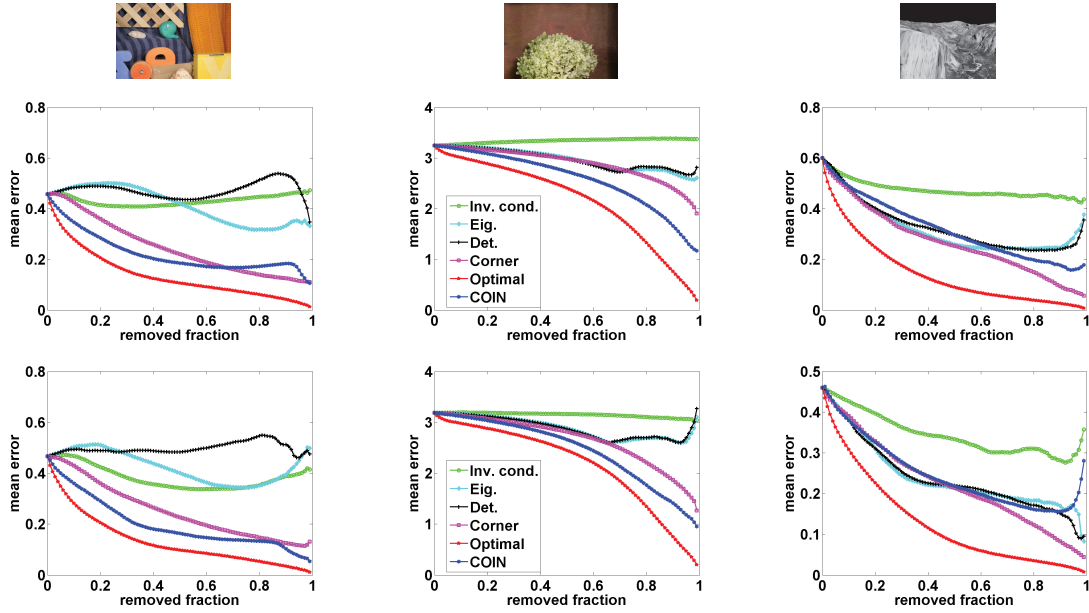 0.8
0.6
0.4
0.2
0
mean error
0 0.2 0.4 0.6 0.8 1
removed fraction
4
3
2
1
0
mean error
Inv. cond.
Eig.
Det.
Corner
Optimal
COIN
0 0.2 0.4 0.6 0.8 1
removed fraction
0.8
0.6
0.4
0.2
0
mean error
0 0.2 0.4 0.6 0.8 1
removed fraction
0.8
0.6
0.4
0.2
0
mean error
0 0.2 0.4 0.6 0.8 1
removed fraction
4
3
2
1
0
mean error
Inv. cond.
Eig.
Det.
Corner
Optimal
COIN
0 0.2 0.4 0.6 0.8 1
removed fraction
0.5
0.4
0.3
0.2
0.1
0
mean error
0 0.2 0.4 0.6 0.8 1
removed fraction